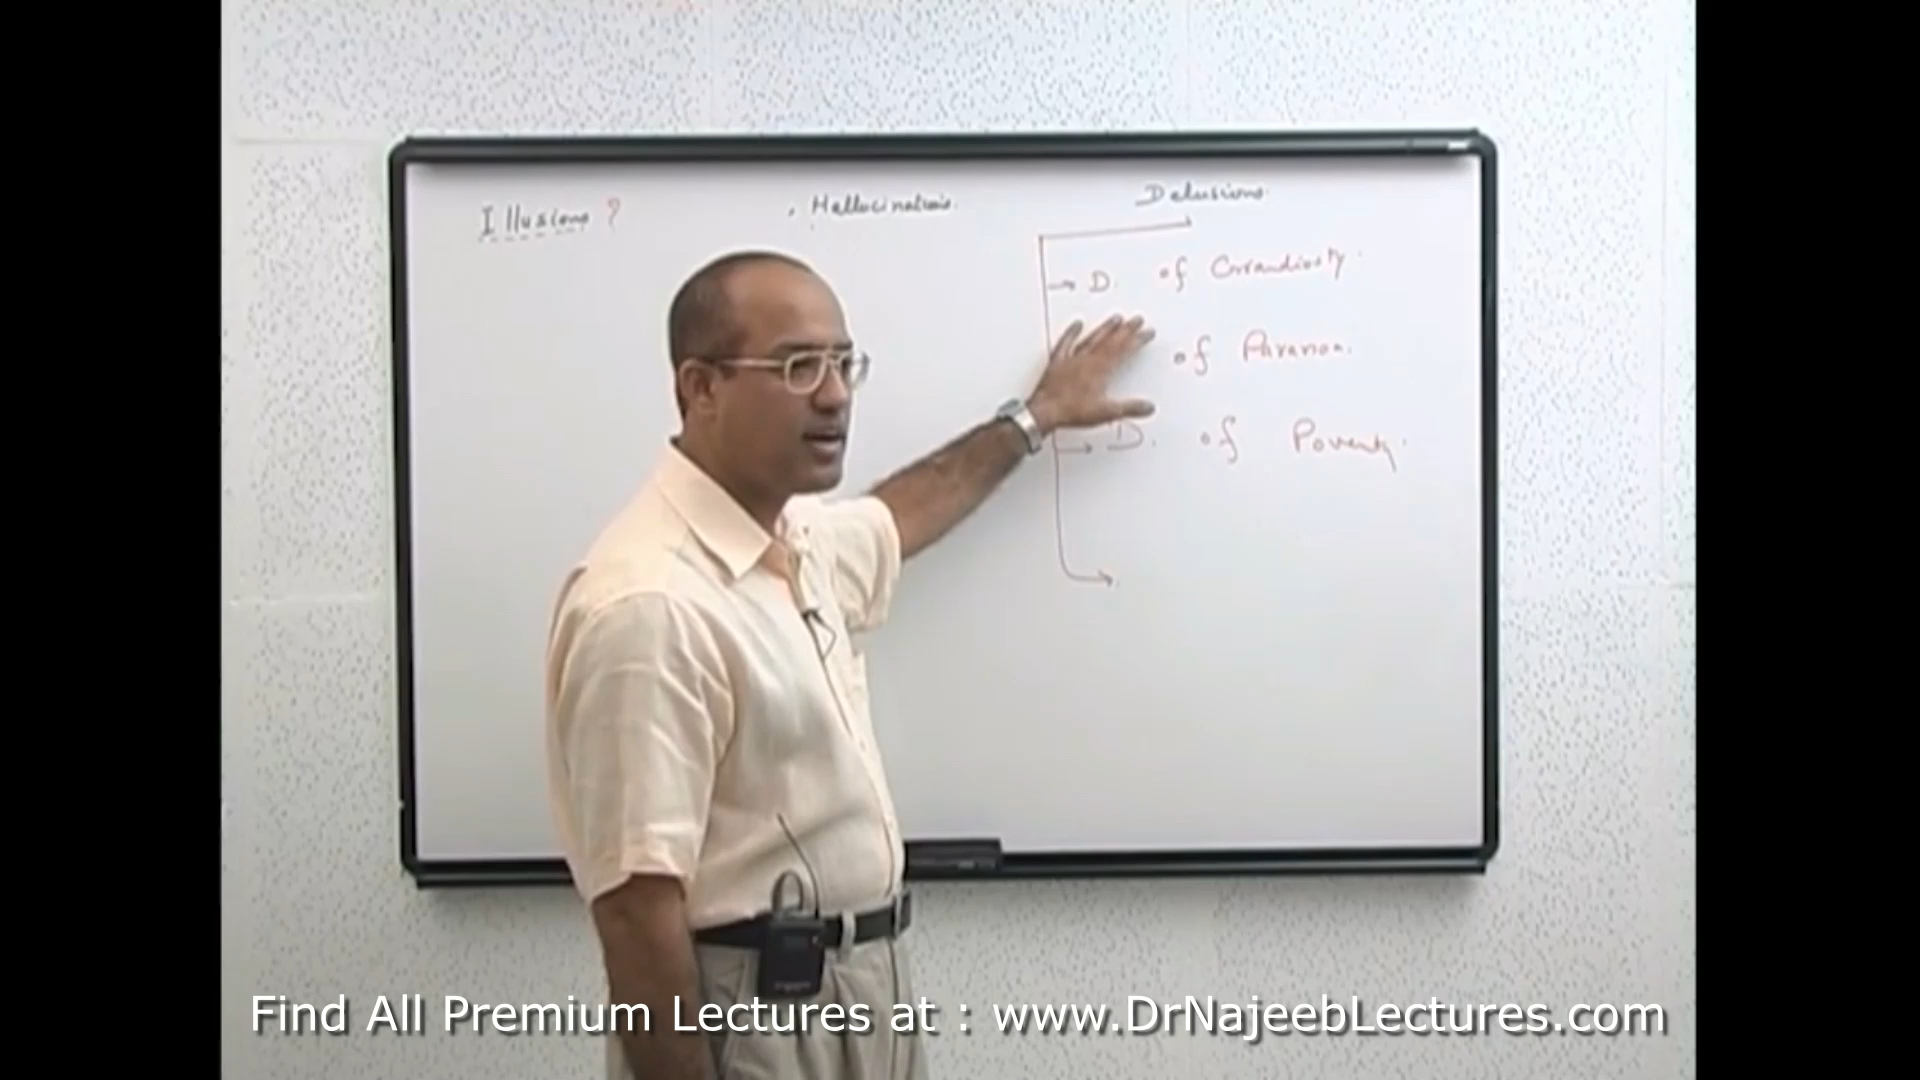 Illusions ?
. Hallucinations.
Delusions.
→ D. of Grandiosity.
of Paranoia.
→ D. of Poverty.
Find All Premium Lectures at : www.DrNajeebLectures.com